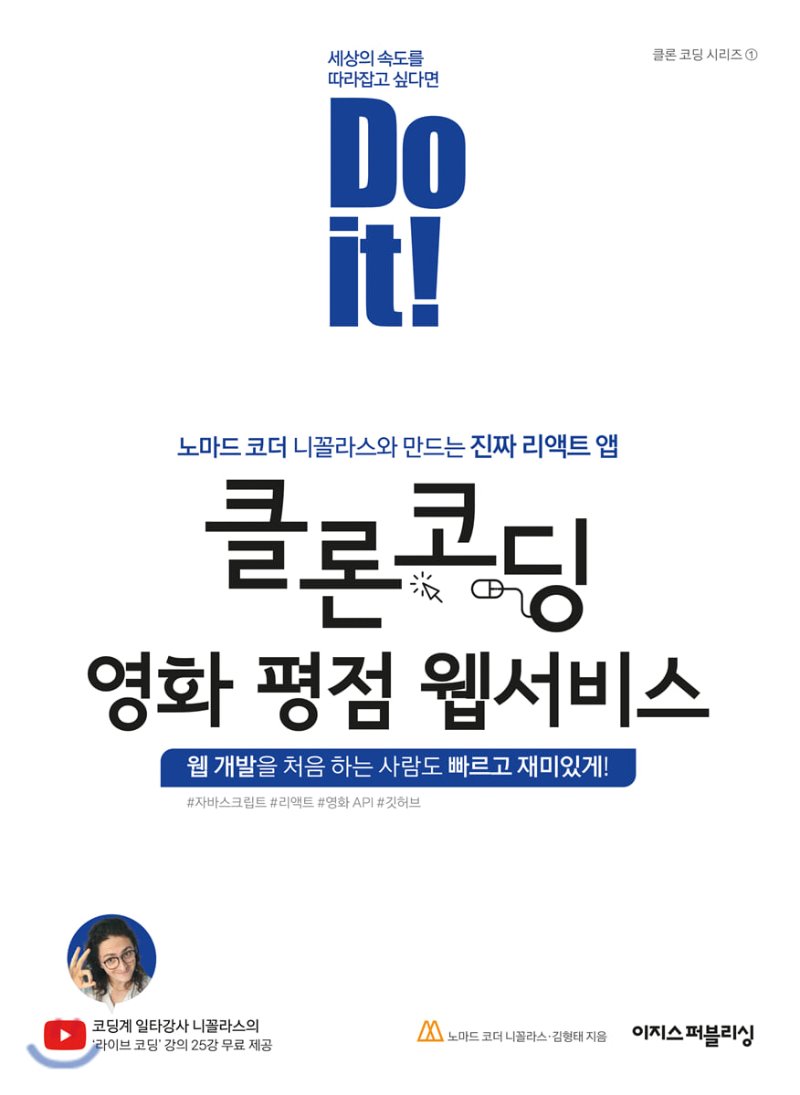 세상의 속도를
따라잡고 싶다면
클론 코딩 시리즈 ①
Do
it!
노마드 코더 니꼴라스와 만드는 진짜 리액트 앱
클론코딩
영화 평점 웹서비스
웹 개발을 처음 하는 사람도 빠르고 재미있게!
#자바스크립트 #리액트 #영화 API #깃허브
코딩계 일타강사 니꼴라스의
'라이브 코딩' 강의 25강 무료 제공
노마드 코더 니꼴라스·김형태 지음
이지스 퍼블리싱